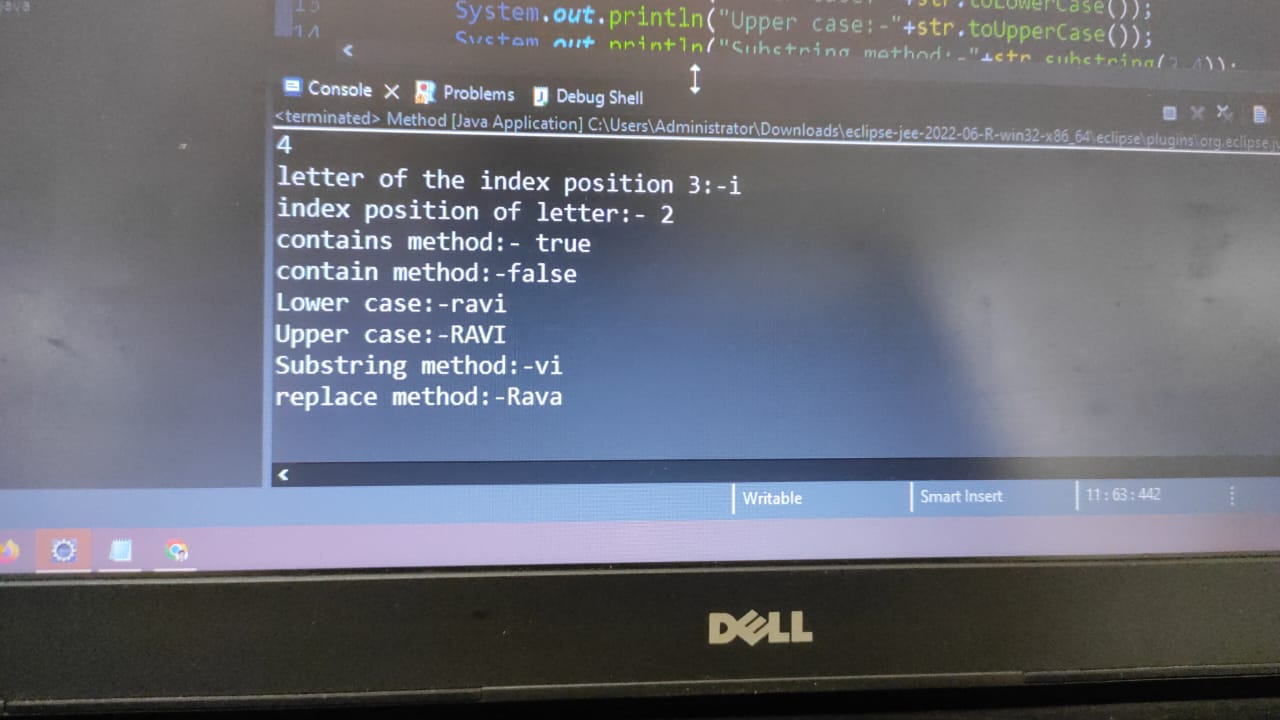 java
13 +str.toLowerCase());
14 System.out.println("Upper case:-"+str.toUpperCase());
System.out.println("Substring method:-"+str.substring(2,4));
Console Problems Debug Shell
<terminated> Method [Java Application] C:\Users\Administrator\Downloads\eclipse-jee-2022-06-R-win32-x86_64\eclipse\plugins\org.eclipse.ju
4
letter of the index position 3:-i
index position of letter:- 2
contains method:- true
contain method:-false
Lower case:-ravi
Upper case:-RAVI
Substring method:-vi
replace method:-Rava
Writable Smart Insert 11:63:442
DELL